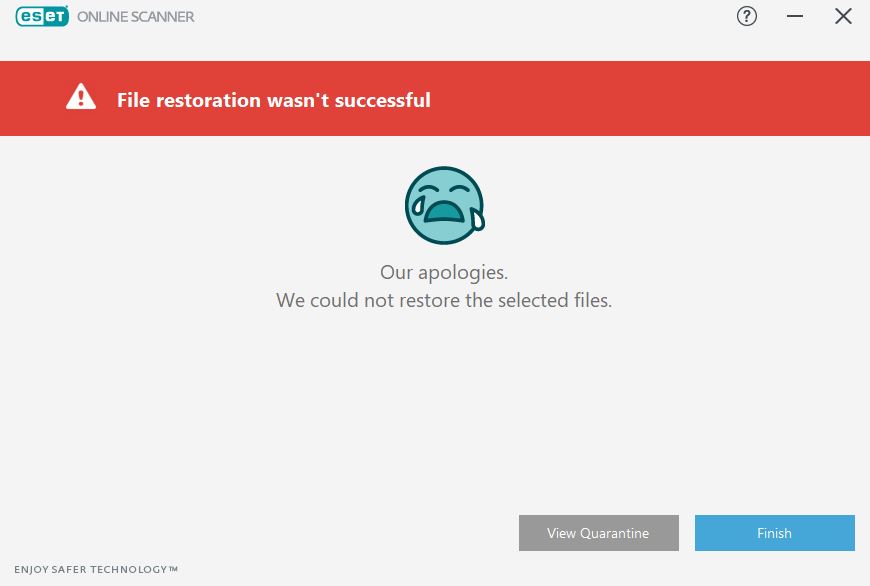 eseT ONLINE SCANNER
File restoration wasn't successful
Our apologies.
We could not restore the selected files.
View Quarantine
Finish
ENJOY SAFER TECHNOLOGY™